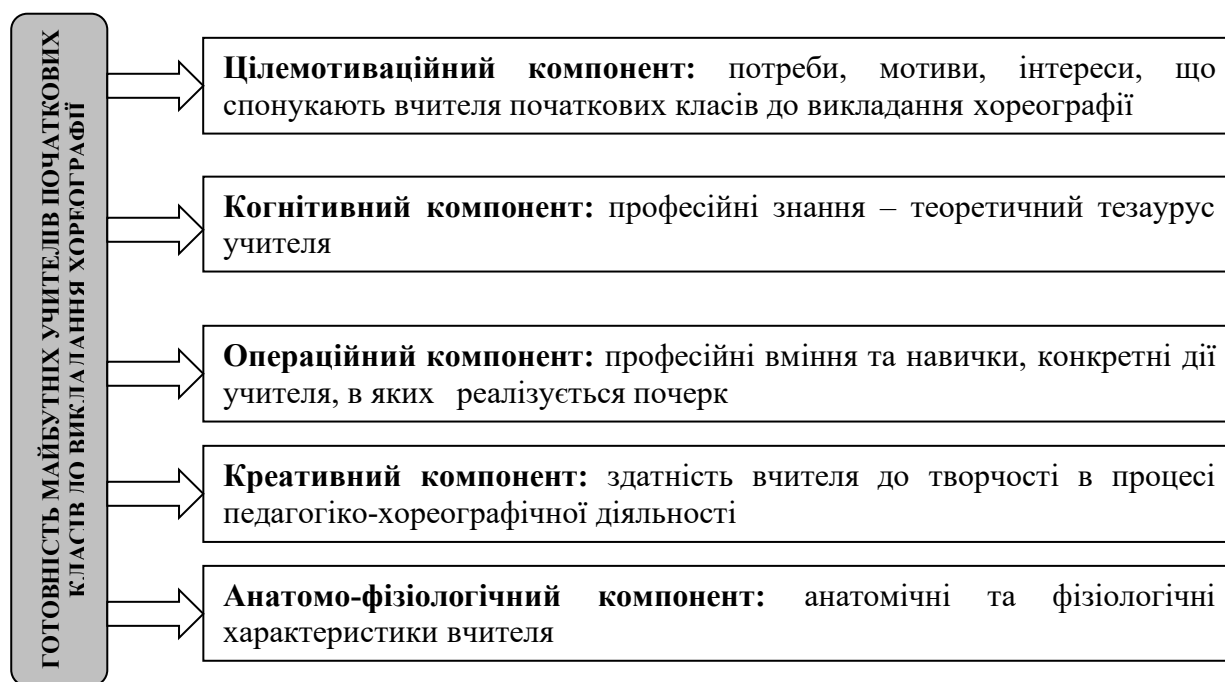 ГОТОВНІСТЬ МАЙБУТНІХ УЧИТЕЛІВ ПОЧАТКОВИХ
КЛАСІВ ДО ВИКЛАДАННЯ ХОРЕОГРАФІЇ
Цілемотиваційний компонент: потреби, мотиви, інтереси, що
спонукають вчителя початкових класів до викладання хореографії
Когнітивний компонент: професійні знання – теоретичний тезаурус
учителя
Операційний компонент: професійні вміння та навички, конкретні дії
учителя, в яких реалізується почерк
Креативний компонент: здатність вчителя до творчості в процесі
педагогіко-хореографічної діяльності
Анатомо-фізіологічний компонент: анатомічні та фізіологічні
характеристики вчителя